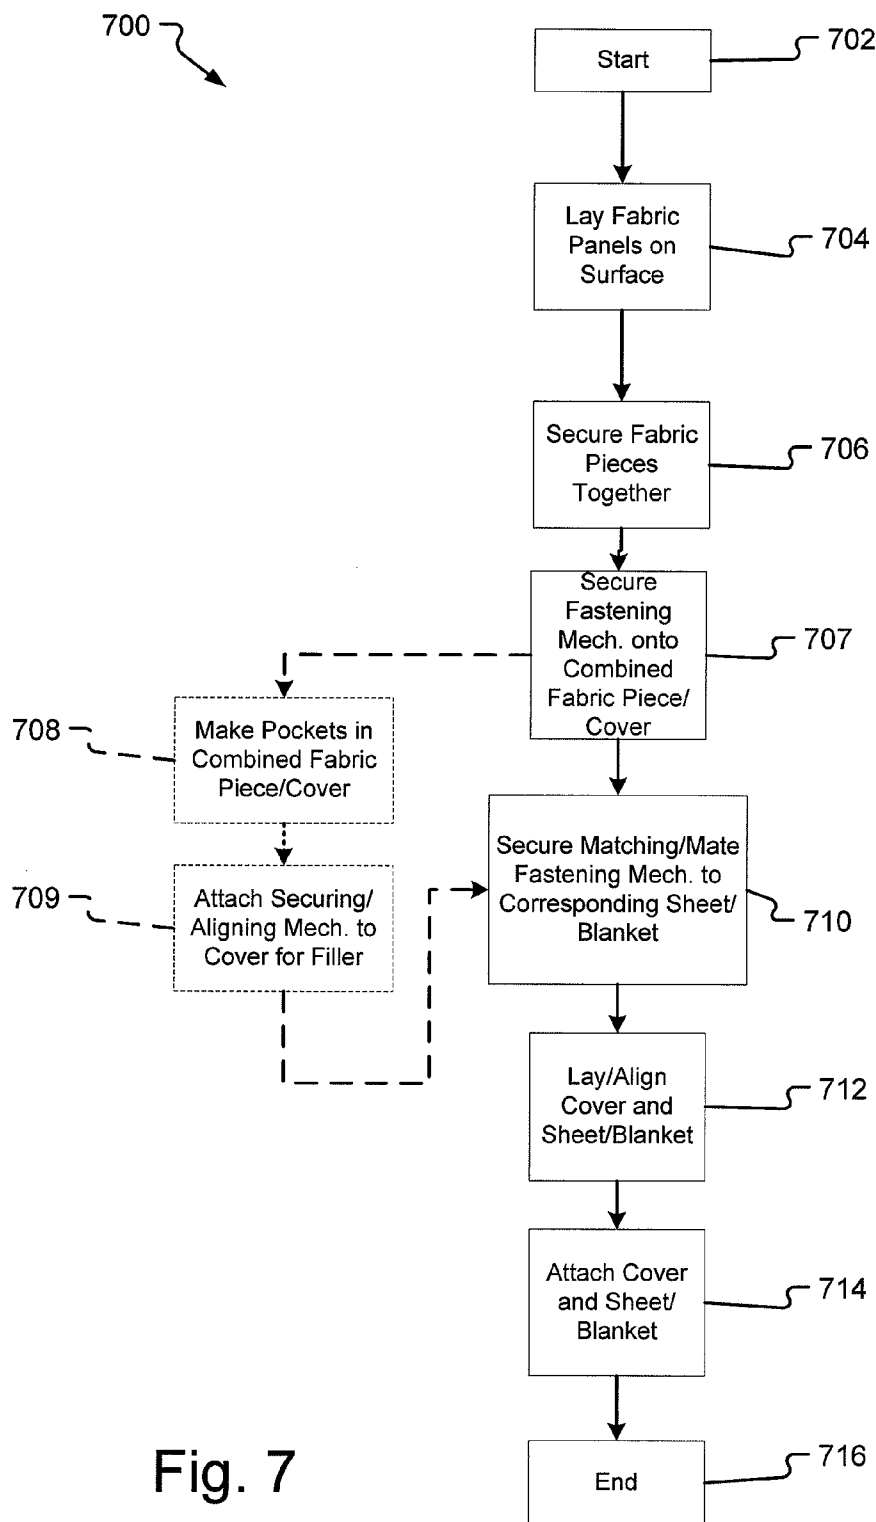 700
702
Start
Lay Fabric
Panels on
Surface
704
Secure Fabric
Pieces
Together
706
Secure
Fastening
Mech. onto
Combined
Fabric Piece/
Cover
707
708
Make Pockets in
Combined Fabric
Piece/Cover
709
Attach Securing/
Aligning Mech. to
Cover for Filler
Secure Matching/Mate
Fastening Mech. to
Corresponding Sheet/
Blanket
710
Lay/Align
Cover and
Sheet/Blanket
712
Attach Cover
and Sheet/
Blanket
714
End
716
Fig. 7